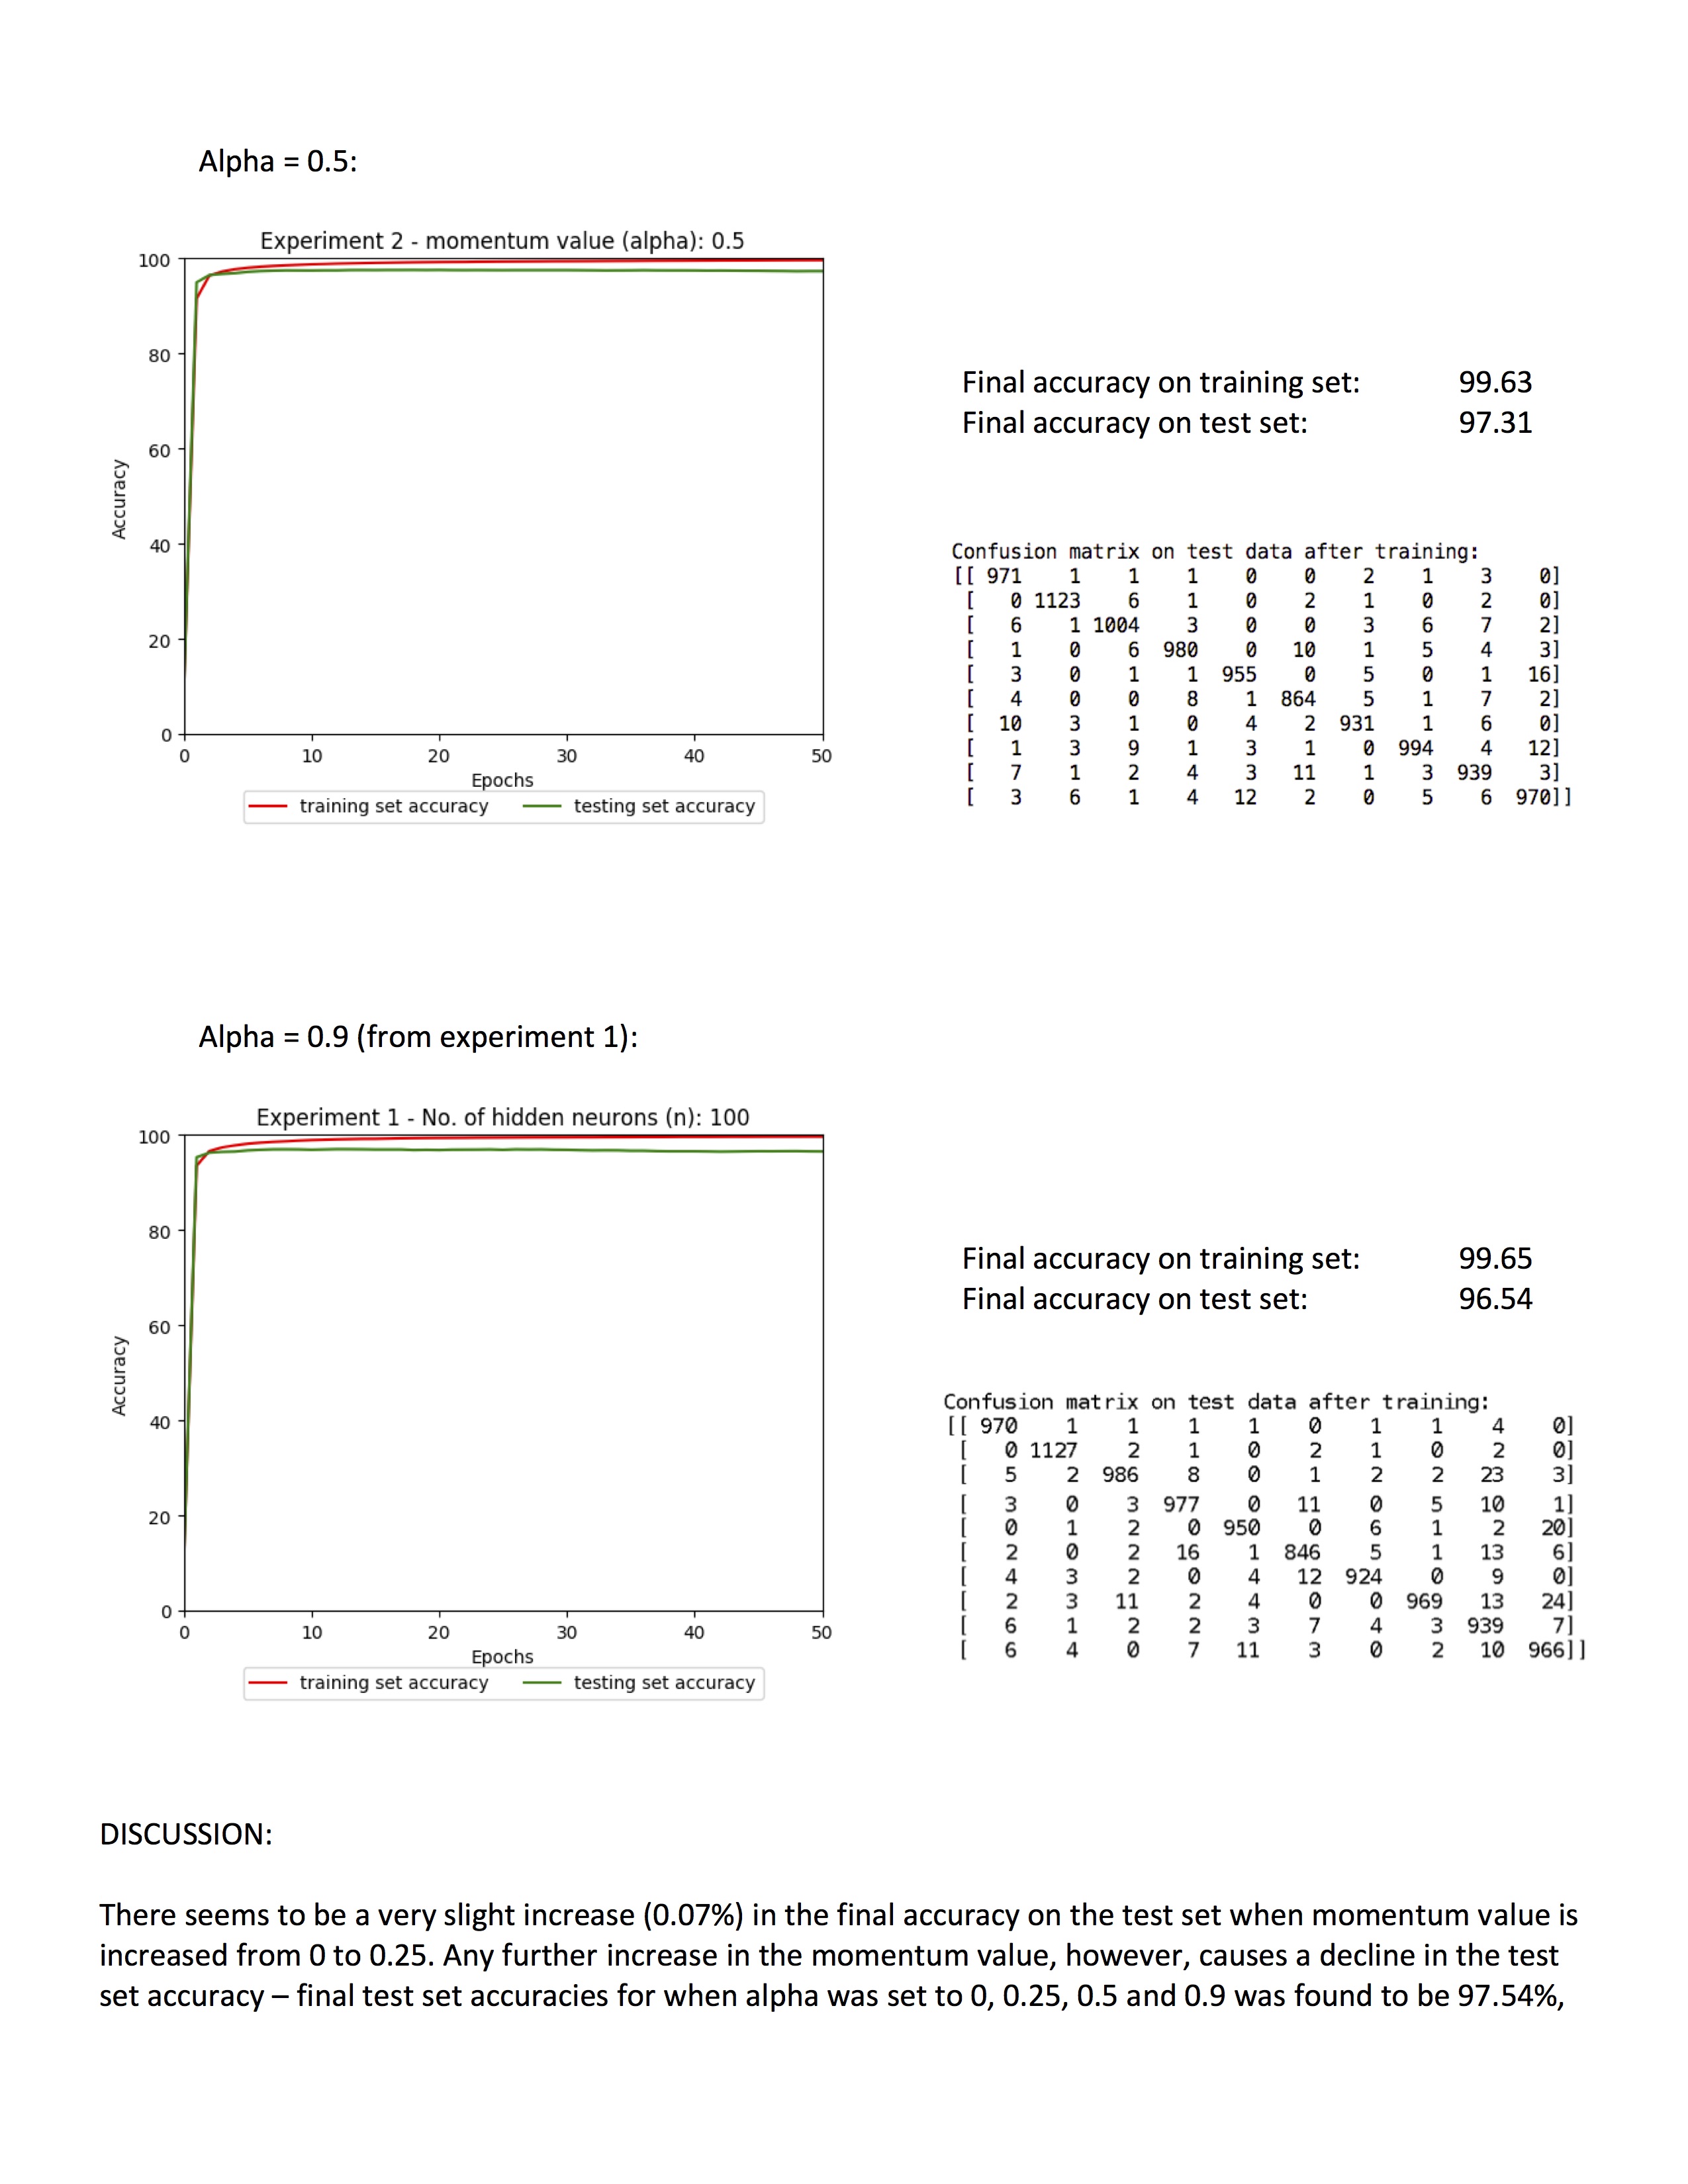 Alpha = 0.5:
Experiment 2 - momentum value (alpha): 0.5
100
80
60
40
20
0
Accuracy
0 10 20 30 40 50
Epochs
training set accuracy testing set accuracy
Final accuracy on training set: 99.63
Final accuracy on test set: 97.31
Confusion matrix on test data after training:
[[ 971 1 1 1 0 0 2 1 3 0]
[ 0 1123 6 1 0 2 1 0 2 0]
[ 6 1 1004 3 0 0 3 6 7 2]
[ 1 0 6 980 0 10 1 5 4 3]
[ 3 0 1 1 955 0 5 0 1 16]
[ 4 0 0 8 1 864 5 1 7 2]
[ 10 3 1 0 4 2 931 1 6 0]
[ 1 3 9 1 3 1 0 994 4 12]
[ 7 1 2 4 3 11 1 3 939 3]
[ 3 6 1 4 12 2 0 5 6 970]]
Alpha = 0.9 (from experiment 1):
Experiment 1 - No. of hidden neurons (n): 100
100
80
60
40
20
0
Accuracy
0 10 20 30 40 50
Epochs
training set accuracy testing set accuracy
Final accuracy on training set: 99.65
Final accuracy on test set: 96.54
Confusion matrix on test data after training:
[[ 970 1 1 1 1 0 1 1 4 0]
[ 0 1127 2 1 0 2 1 0 2 0]
[ 5 2 986 8 0 1 2 2 23 3]
[ 3 0 3 977 0 11 0 5 10 1]
[ 0 1 2 0 950 0 6 1 2 20]
[ 2 0 2 16 1 846 5 1 13 6]
[ 4 3 2 0 4 12 924 0 9 0]
[ 2 3 11 2 4 0 0 969 13 24]
[ 6 1 2 2 3 7 4 3 939 7]
[ 6 4 0 7 11 3 0 2 10 966]]
DISCUSSION:
There seems to be a very slight increase (0.07%) in the final accuracy on the test set when momentum value is
increased from 0 to 0.25. Any further increase in the momentum value, however, causes a decline in the test
set accuracy – final test set accuracies for when alpha was set to 0, 0.25, 0.5 and 0.9 was found to be 97.54%,